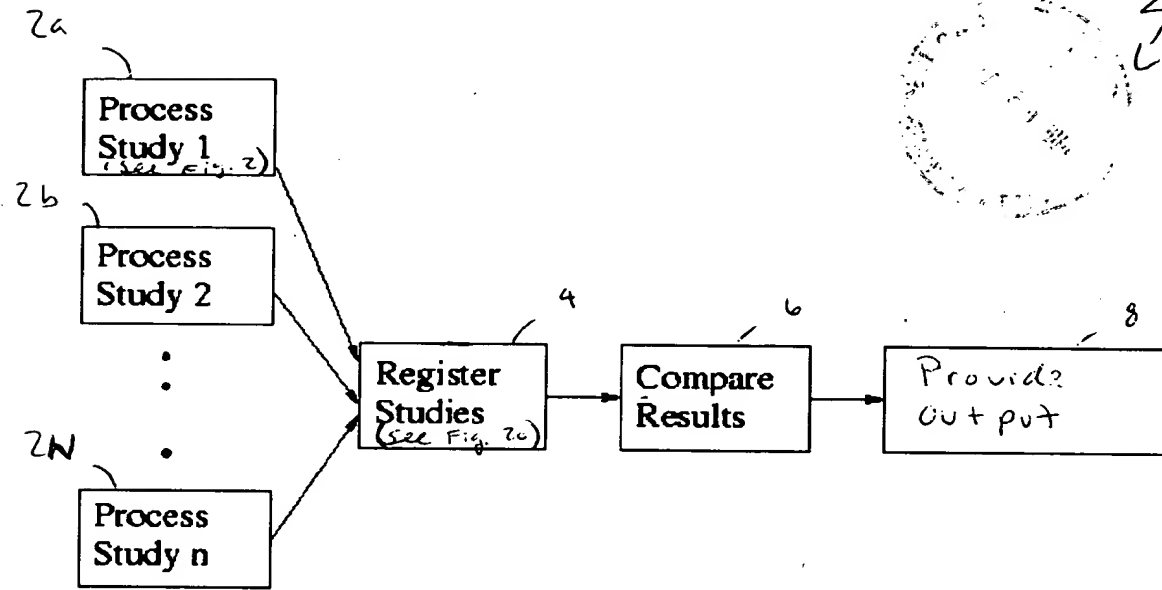 2a
Process
Study 1
(see Fig. 2)
2b
Process
Study 2
2N
Process
Study n
4
Register
Studies
(see Fig. 20)
6
Compare
Results
8
Provide
output